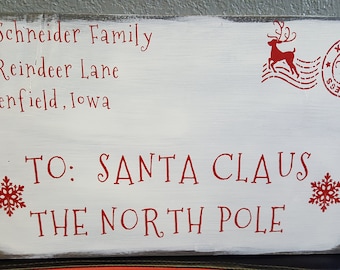 Schneider Family
Reindeer Lane
enfield, Iowa
TO: SANTA CLAUS
THE NORTH POLE